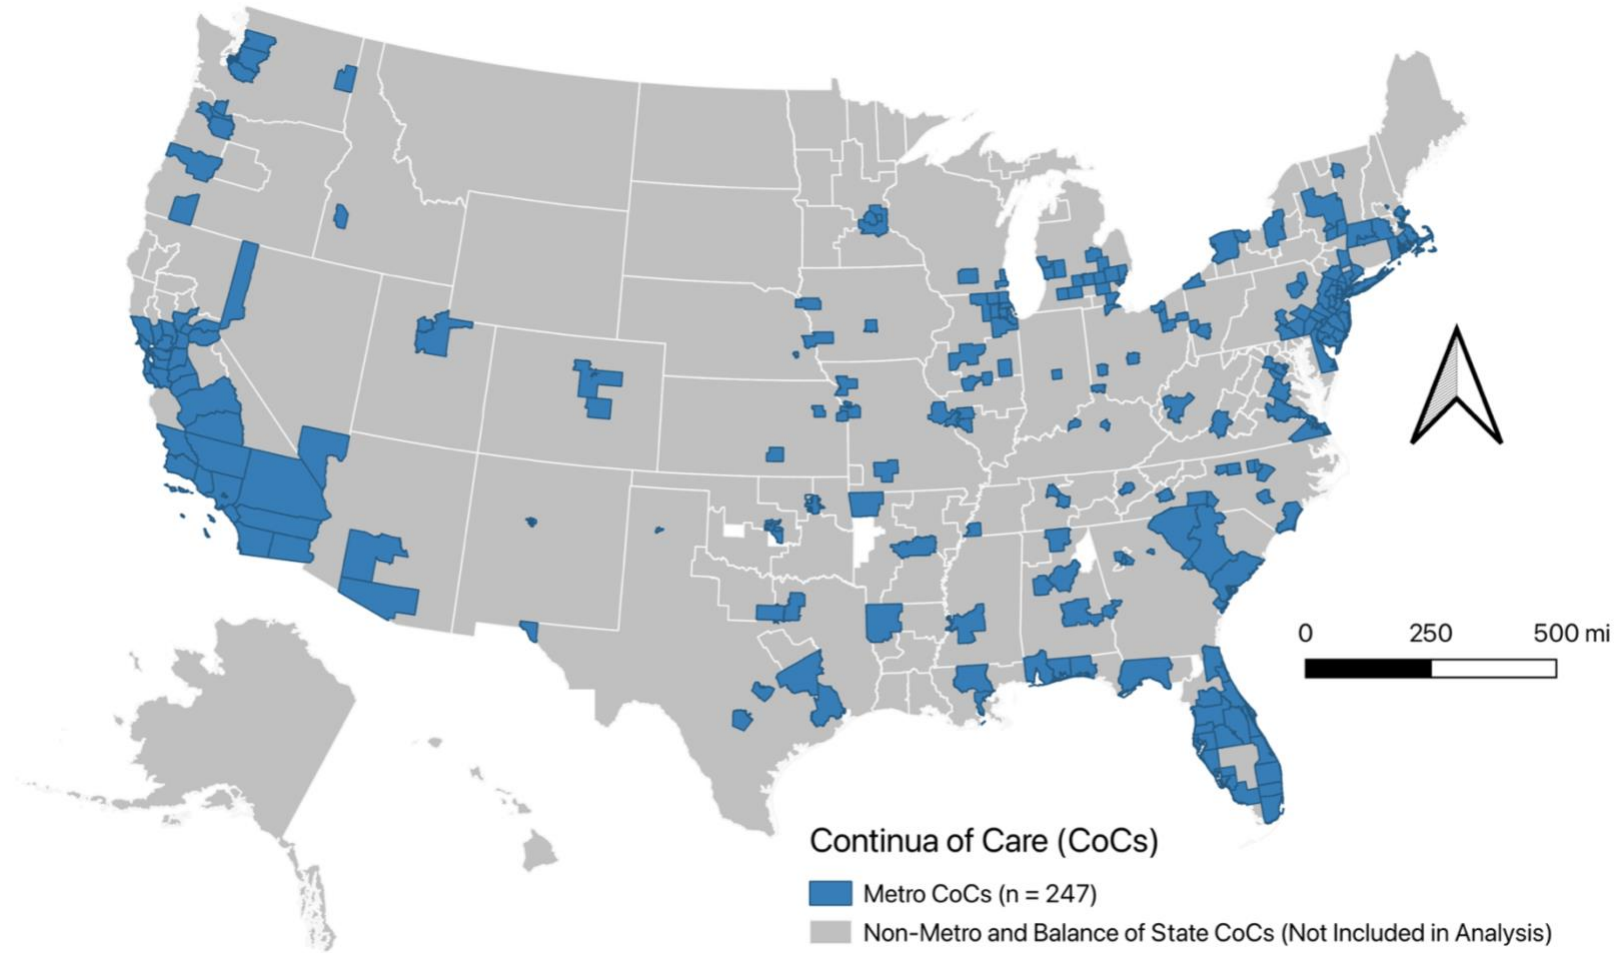 0 250 500 mi
Continua of Care (CoCs)
Metro CoCs (n = 247)
Non-Metro and Balance of State CoCs (Not Included in Analysis)